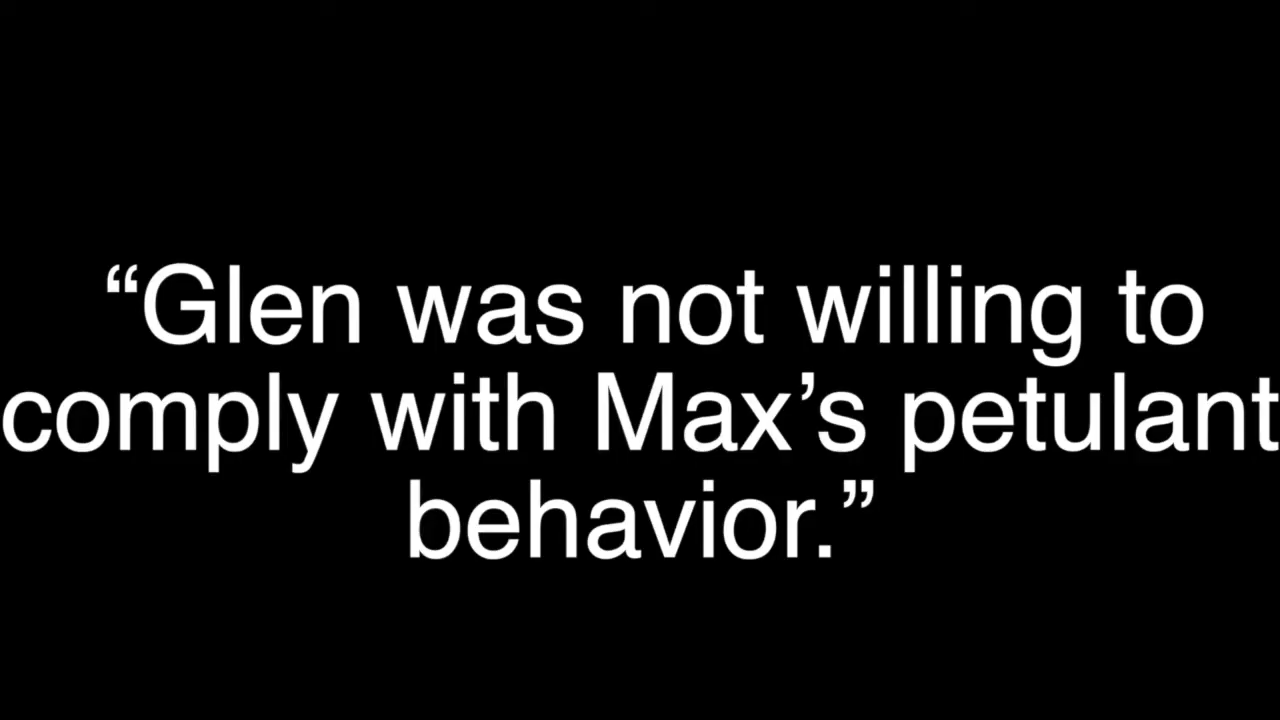 “Glen was not willing to
comply with Max’s petulant
behavior.”